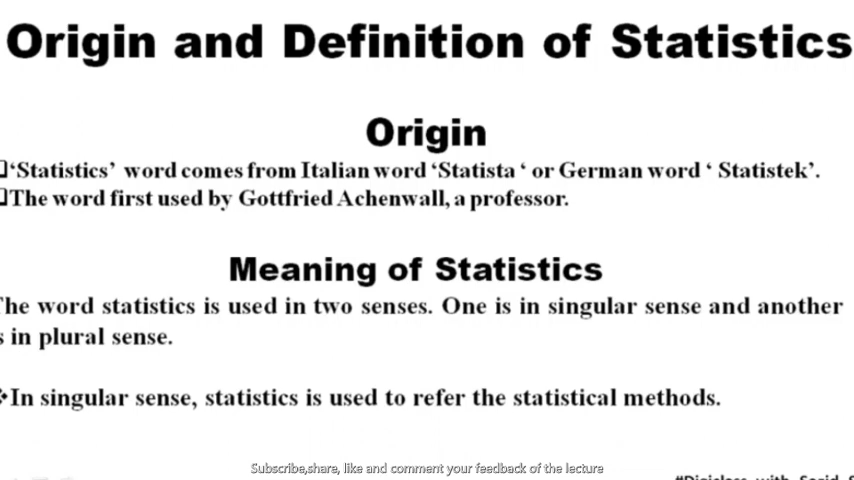 Origin and Definition of Statistics
Origin
‘Statistics’ word comes from Italian word ‘Statista ‘ or German word ‘ Statistek’.
The word first used by Gottfried Achenwall, a professor.
Meaning of Statistics
The word statistics is used in two senses. One is in singular sense and another
s in plural sense.
In singular sense, statistics is used to refer the statistical methods.
Subscribe,share, like and comment your feedback of the lecture